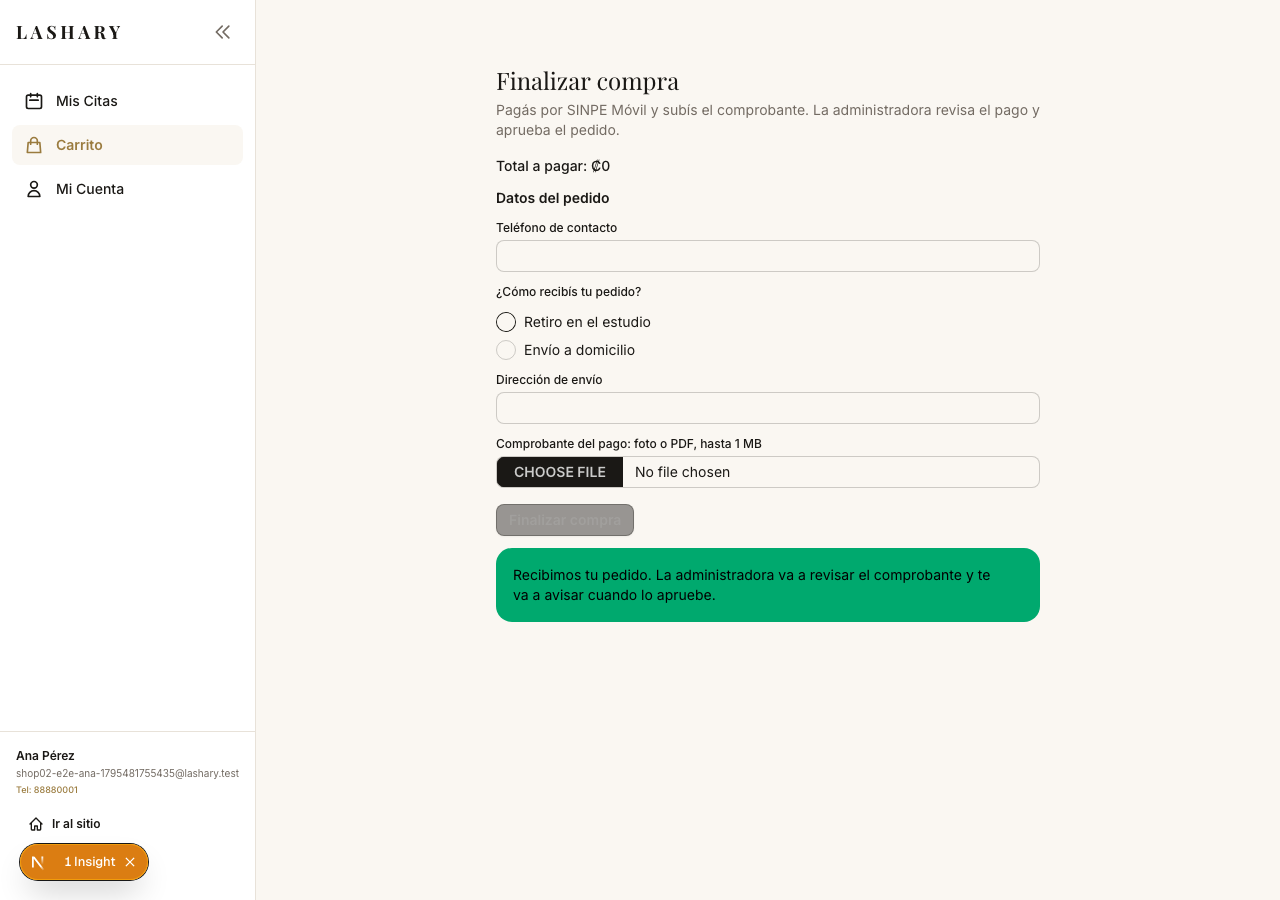 LASHARY
Mis Citas
Carrito
Mi Cuenta
Finalizar compra
Pagás por SINPE Móvil y subís el comprobante. La administradora revisa el pago y
aprueba el pedido.
Total a pagar: ₡0
Datos del pedido
Teléfono de contacto
¿Cómo recibís tu pedido?
Retiro en el estudio
Envío a domicilio
Dirección de envío
Comprobante del pago: foto o PDF, hasta 1 MB
CHOOSE FILE No file chosen
Finalizar compra
Recibimos tu pedido. La administradora va a revisar el comprobante y te
va a avisar cuando lo apruebe.
Ana Pérez
shop02-e2e-ana-1795481755435@lashary.test
Tel: 88880001
Ir al sitio
N 1 Insight